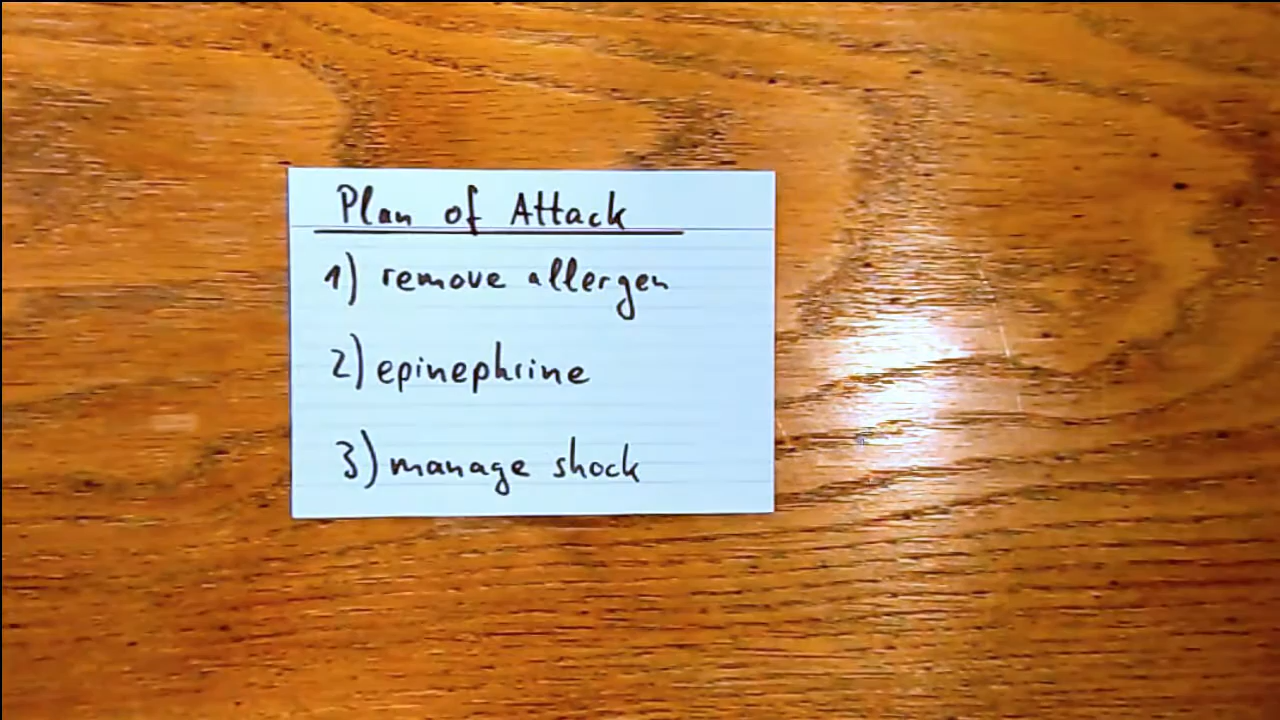 Plan of Attack
1) remove allergen
2) epinephrine
3) manage shock